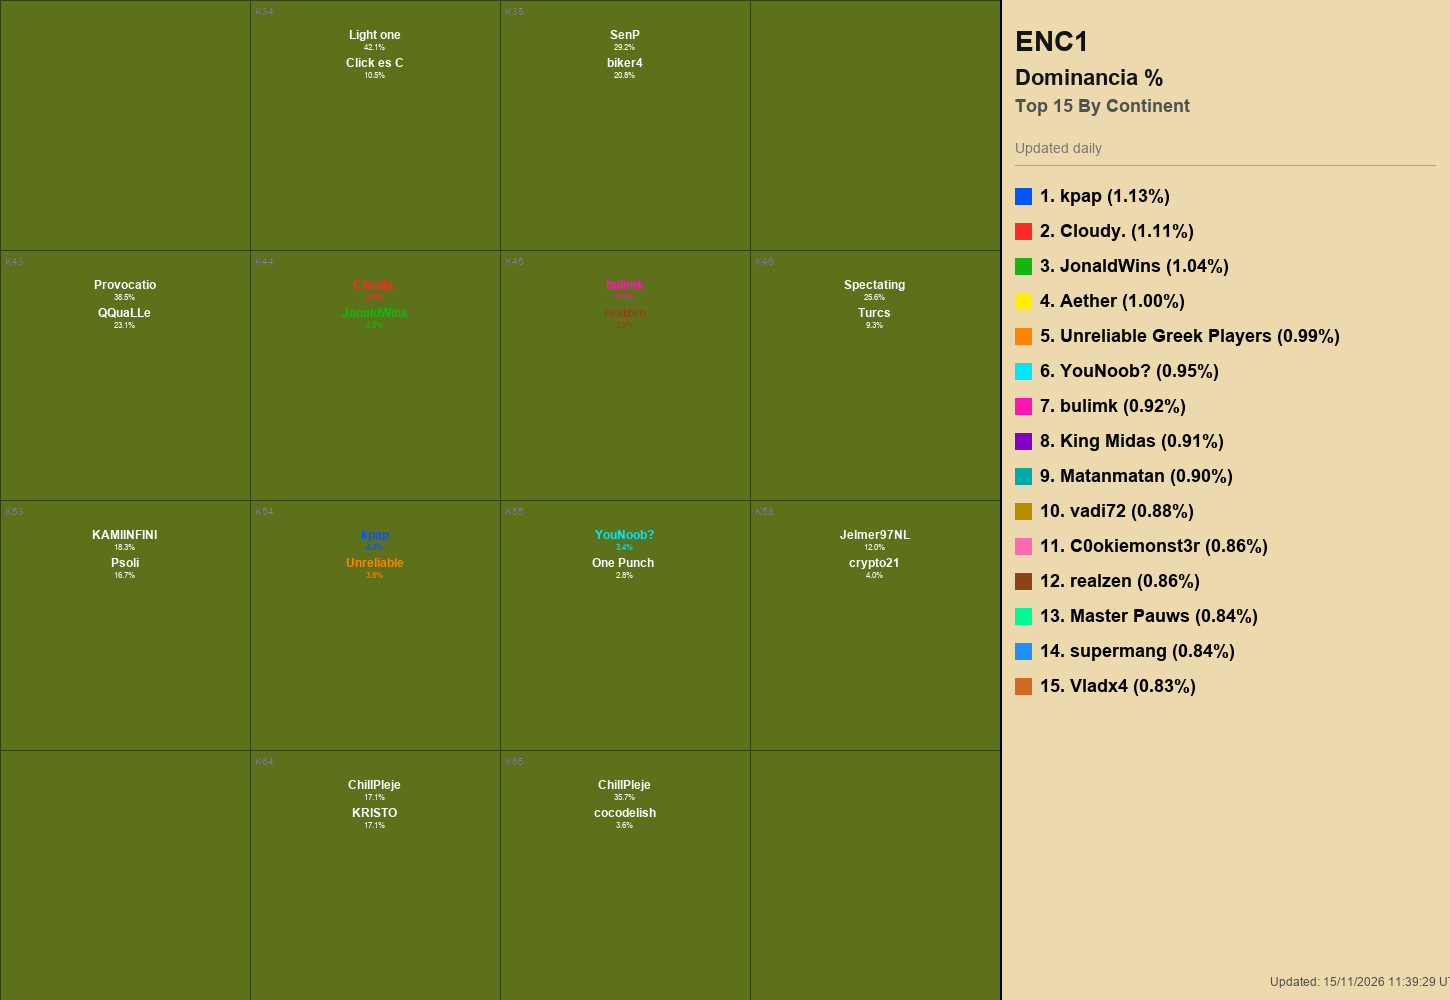 K34
Light one
42.1%
Click es C
10.5%
K35
SenP
29.2%
biker4
20.8%
K43
Provocatio
38.5%
QQuaLLe
23.1%
K44
Cloudy.
JonaldWins
K45
bulimk
realzen
K46
Spectating
25.6%
Turcs
9.3%
K53
KAMIINFINI
18.3%
Psoli
16.7%
K54
kpap
Unreliable
3.8%
K55
YouNoob?
3.4%
One Punch
2.8%
K56
Jelmer97NL
12.0%
crypto21
4.0%
K64
ChillPleje
17.1%
KRISTO
17.1%
K65
ChillPleje
35.7%
cocodelish
3.6%
ENC1
Dominancia %
Top 15 By Continent
Updated daily
1. kpap (1.13%)
2. Cloudy. (1.11%)
3. JonaldWins (1.04%)
4. Aether (1.00%)
5. Unreliable Greek Players (0.99%)
6. YouNoob? (0.95%)
7. bulimk (0.92%)
8. King Midas (0.91%)
9. Matanmatan (0.90%)
10. vadi72 (0.88%)
11. C0okiemonst3r (0.86%)
12. realzen (0.86%)
13. Master Pauws (0.84%)
14. supermang (0.84%)
15. Vladx4 (0.83%)
Updated: 15/11/2026 11:39:29